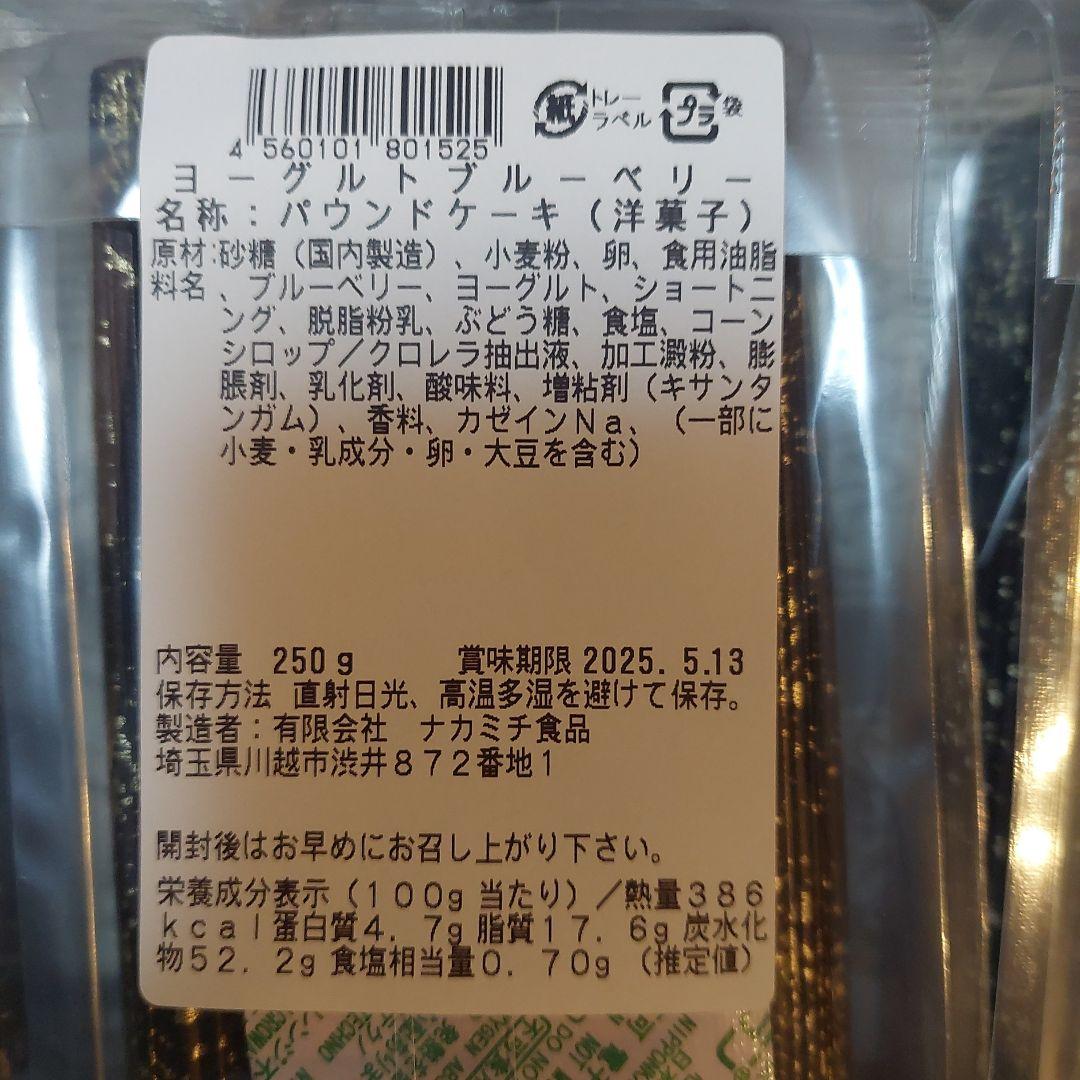 紙 トレー プラ 袋
ラベル
4 560101 801525
ヨーグルトブルーベリー
名称：パウンドケーキ（洋菓子）
原材:砂糖（国内製造）、小麦粉、卵、食用油脂
料名、ブルーベリー、ヨーグルト、ショートニ
ング、脱脂粉乳、ぶどう糖、食塩、コーン
シロップ／クロレラ抽出液、加工澱粉、膨
脹剤、乳化剤、酸味料、増粘剤（キサンタ
ンガム）、香料、カゼインＮａ、（一部に
小麦・乳成分・卵・大豆を含む）
内容量 250ｇ 賞味期限 2025. 5.13
保存方法 直射日光、高温多湿を避けて保存。
製造者：有限会社 ナカミチ食品
埼玉県川越市渋井８７２番地１
開封後はお早めにお召し上がり下さい。
栄養成分表示（１００g 当たり）／熱量３８６
ｋｃａｌ蛋白質４．７g 脂質１７．６g 炭水化
物５２．２g 食塩相当量０．７０g （推定値）